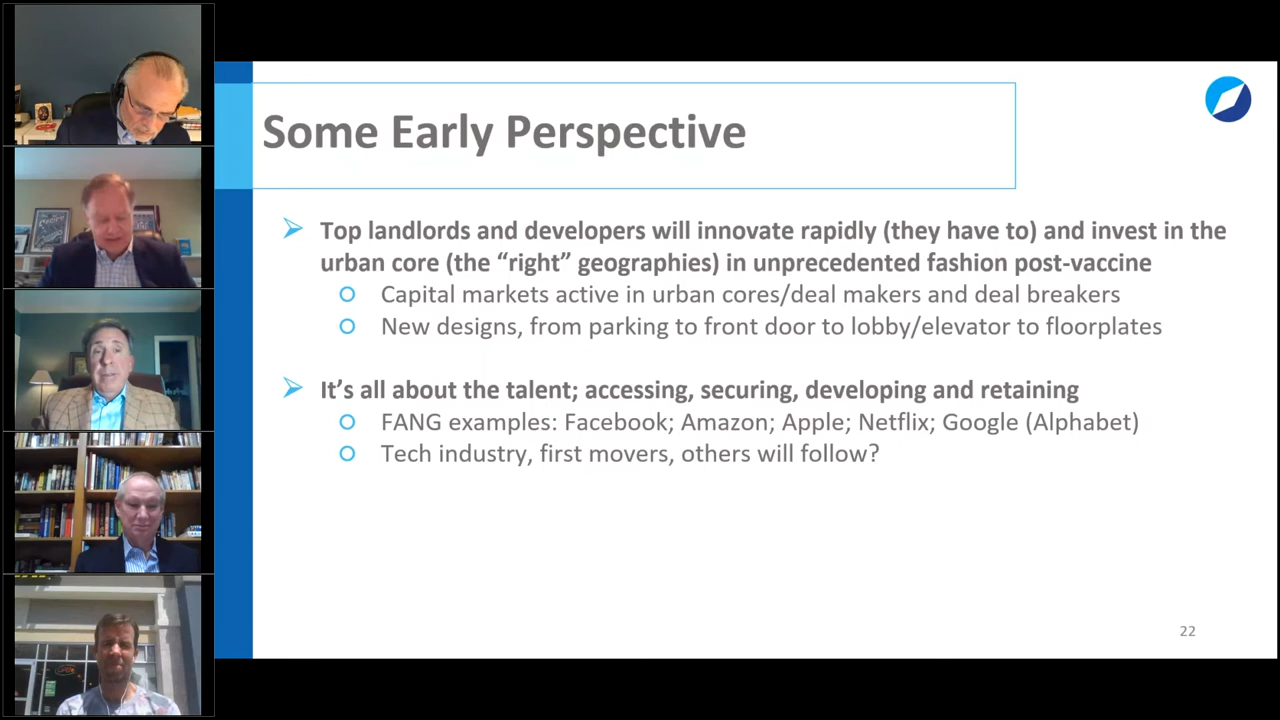 Some Early Perspective
Top landlords and developers will innovate rapidly (they have to) and invest in the
urban core (the “right” geographies) in unprecedented fashion post-vaccine
Capital markets active in urban cores/deal makers and deal breakers
New designs, from parking to front door to lobby/elevator to floorplates
It’s all about the talent; accessing, securing, developing and retaining
FANG examples: Facebook; Amazon; Apple; Netflix; Google (Alphabet)
Tech industry, first movers, others will follow?
22